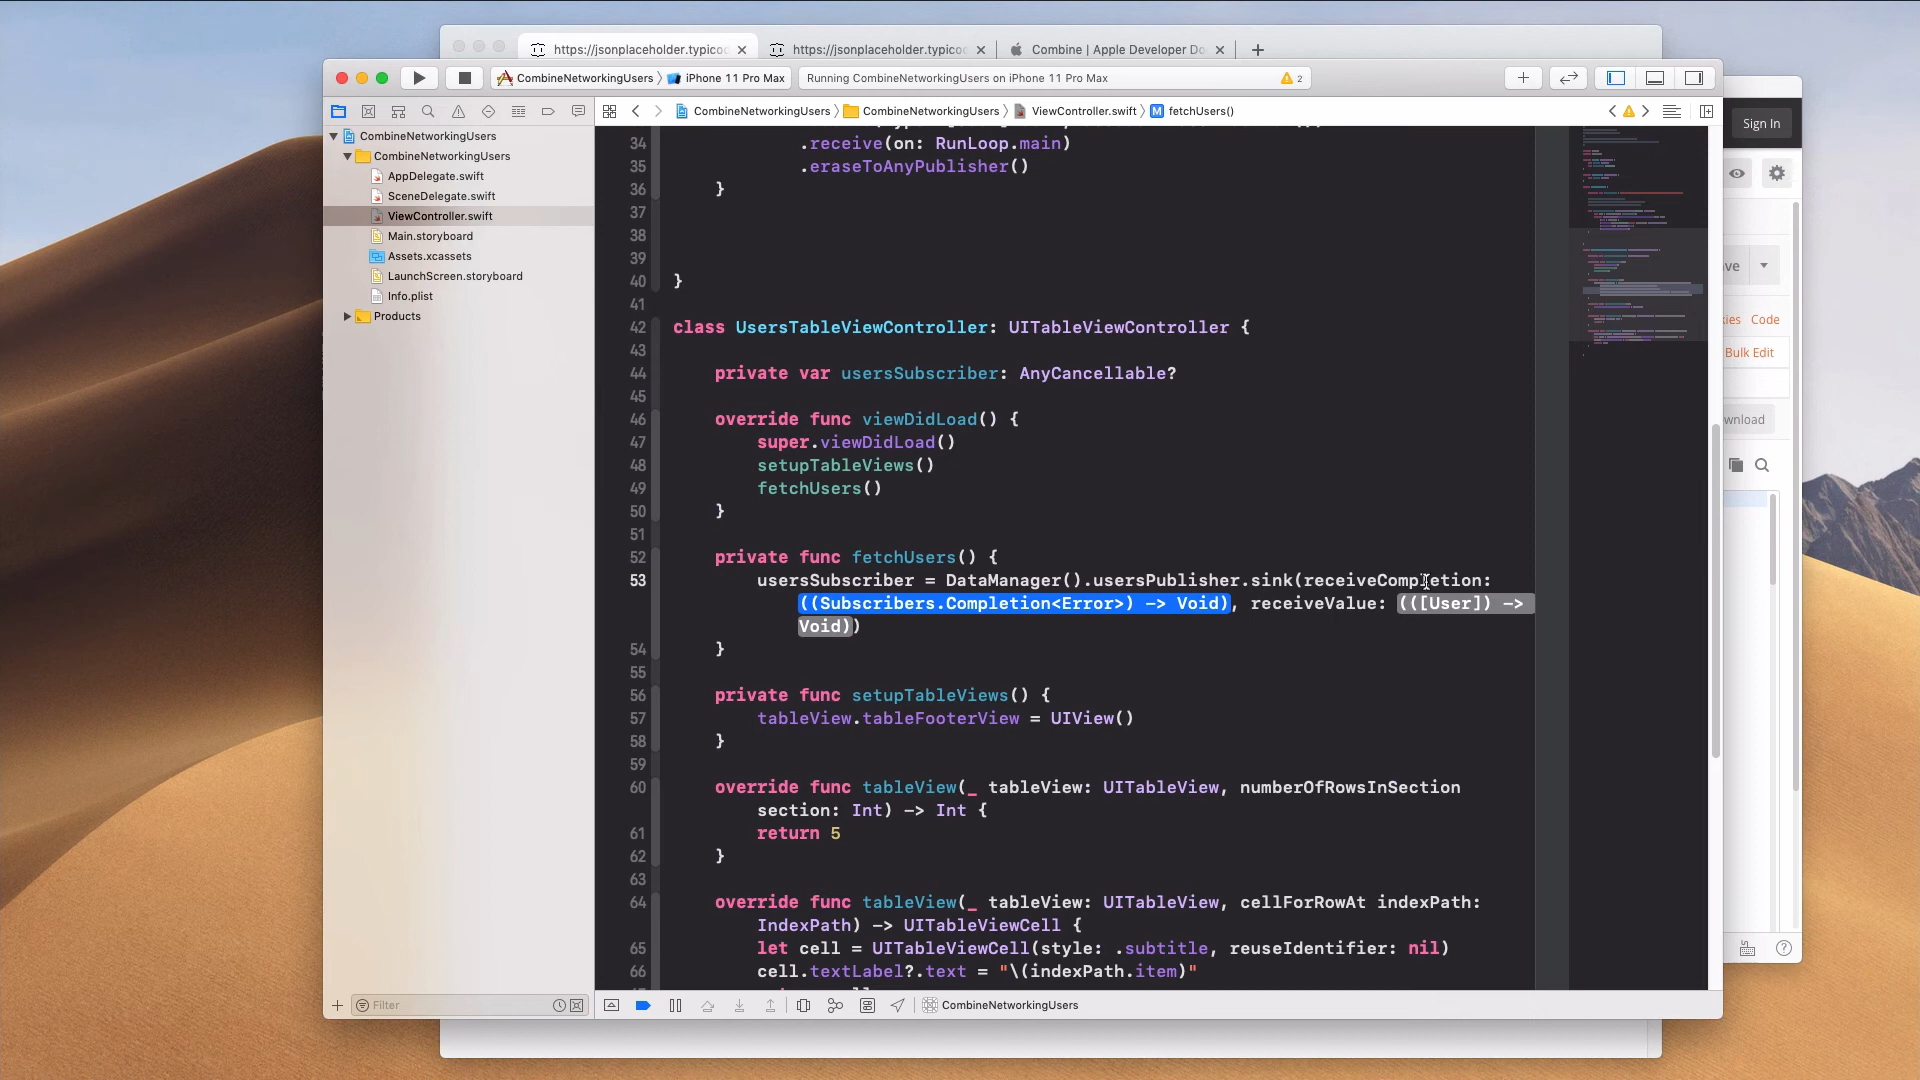 https://jsonplaceholder.typico
https://jsonplaceholder.typico
Combine | Apple Developer Do
CombineNetworkingUsers
iPhone 11 Pro Max
Running CombineNetworkingUsers on iPhone 11 Pro Max
2
CombineNetworkingUsers
CombineNetworkingUsers
ViewController.swift
M
fetchUsers()
Sign In
CombineNetworkingUsers
CombineNetworkingUsers
AppDelegate.swift
SceneDelegate.swift
ViewController.swift
Main.storyboard
Assets.xcassets
LaunchScreen.storyboard
Info.plist
Products
34 .receive(on: RunLoop.main)
35 .eraseToAnyPublisher()
36 }
37
38
39
40 }
41
42 class UsersTableViewController: UITableViewController {
43
44 private var usersSubscriber: AnyCancellable?
45
46 override func viewDidLoad() {
47 super.viewDidLoad()
48 setupTableViews()
49 fetchUsers()
50 }
51
52 private func fetchUsers() {
53 usersSubscriber = DataManager().usersPublisher.sink(receiveCompletion:
((Subscribers.Completion<Error>) -> Void), receiveValue: (([User]) ->
Void))
54 }
55
56 private func setupTableViews() {
57 tableView.tableFooterView = UIView()
58 }
59
60 override func tableView(_ tableView: UITableView, numberOfRowsInSection
section: Int) -> Int {
61 return 5
62 }
63
64 override func tableView(_ tableView: UITableView, cellForRowAt indexPath:
IndexPath) -> UITableViewCell {
65 let cell = UITableViewCell(style: .subtitle, reuseIdentifier: nil)
66 cell.textLabel?.text = "\(indexPath.item)"
ve
ies Code
Bulk Edit
wnload
Filter
CombineNetworkingUsers